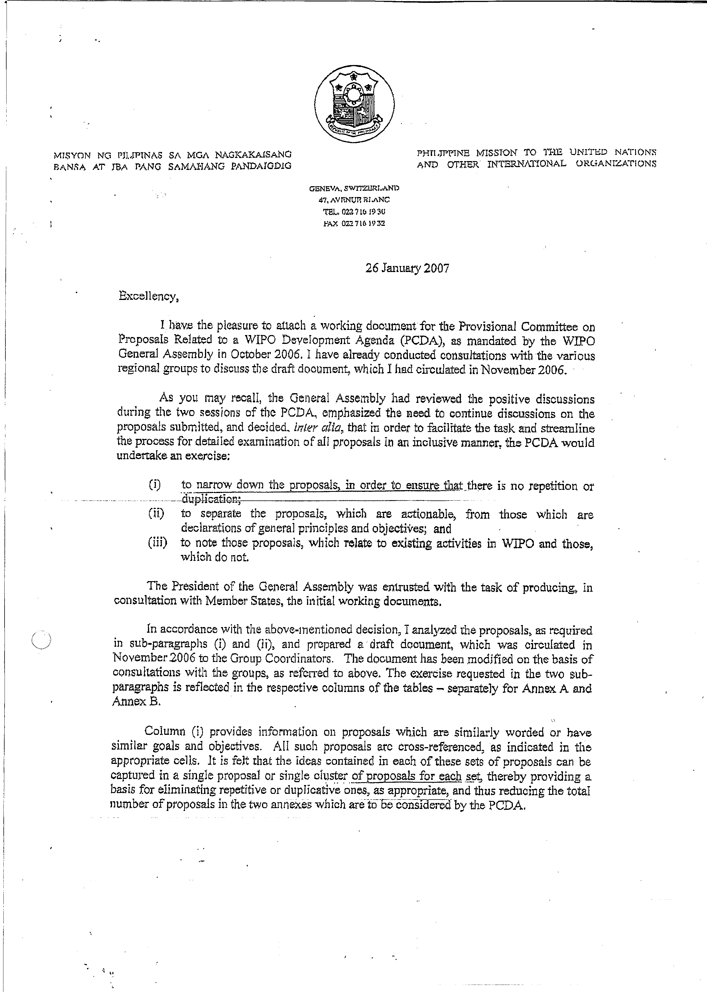 REPUBLIC OF THE PHILIPPINES
MISYON NG PILIPINAS SA MGA NAGKAKAISANG
BANSA AT IBA PANG SAMAHANG PANDAIGDIG
PHILIPPINE MISSION TO THE UNITED NATIONS
AND OTHER INTERNATIONAL ORGANIZATIONS
GENEVA, SWITZERLAND
47, AVENUE BLANC
TEL. 022 716 19 30
FAX 022 716 19 32
26 January 2007
Excellency,
I have the pleasure to attach a working document for the Provisional Committee on
Proposals Related to a WIPO Development Agenda (PCDA), as mandated by the WIPO
General Assembly in October 2006. I have already conducted consultations with the various
regional groups to discuss the draft document, which I had circulated in November 2006.
As you may recall, the General Assembly had reviewed the positive discussions
during the two sessions of the PCDA, emphasized the need to continue discussions on the
proposals submitted, and decided, inter alia, that in order to facilitate the task and streamline
the process for detailed examination of all proposals in an inclusive manner, the PCDA would
undertake an exercise:
(i) to narrow down the proposals, in order to ensure that there is no repetition or
duplication;
(ii) to separate the proposals, which are actionable, from those which are
declarations of general principles and objectives; and
(iii) to note those proposals, which relate to existing activities in WIPO and those,
which do not.
The President of the General Assembly was entrusted with the task of producing, in
consultation with Member States, the initial working documents.
In accordance with the above-mentioned decision, I analyzed the proposals, as required
in sub-paragraphs (i) and (ii), and prepared a draft document, which was circulated in
November 2006 to the Group Coordinators. The document has been modified on the basis of
consultations with the groups, as referred to above. The exercise requested in the two sub-
paragraphs is reflected in the respective columns of the tables – separately for Annex A and
Annex B.
Column (i) provides information on proposals which are similarly worded or have
similar goals and objectives. All such proposals are cross-referenced, as indicated in the
appropriate cells. It is felt that the ideas contained in each of these sets of proposals can be
captured in a single proposal or single cluster of proposals for each set, thereby providing a
basis for eliminating repetitive or duplicative ones, as appropriate, and thus reducing the total
number of proposals in the two annexes which are to be considered by the PCDA.